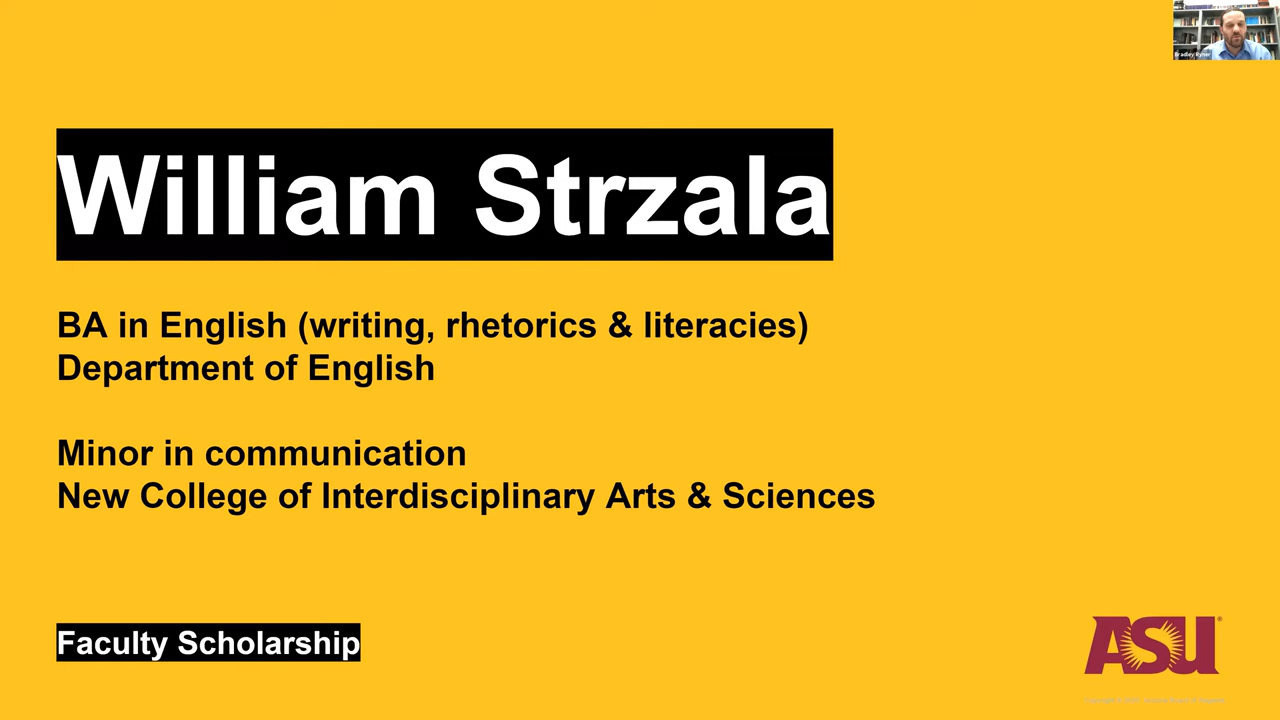 William Strzala
BA in English (writing, rhetorics & literacies)
Department of English
Minor in communication
New College of Interdisciplinary Arts & Sciences
Faculty Scholarship
ASU
Bradley